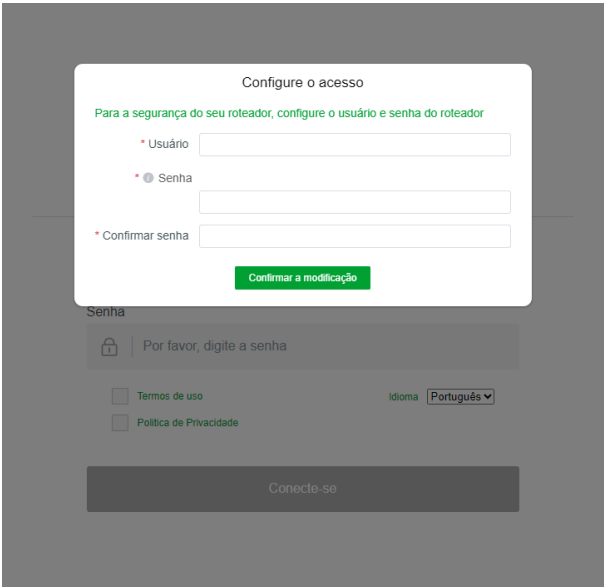 Configure o acesso
Para a segurança do seu roteador, configure o usuário e senha do roteador
* Usuário
* i Senha
* Confirmar senha
Confirmar a modificação
Senha
Por favor, digite a senha
Termos de uso
Idioma Português
Política de Privacidade
Conecte-se